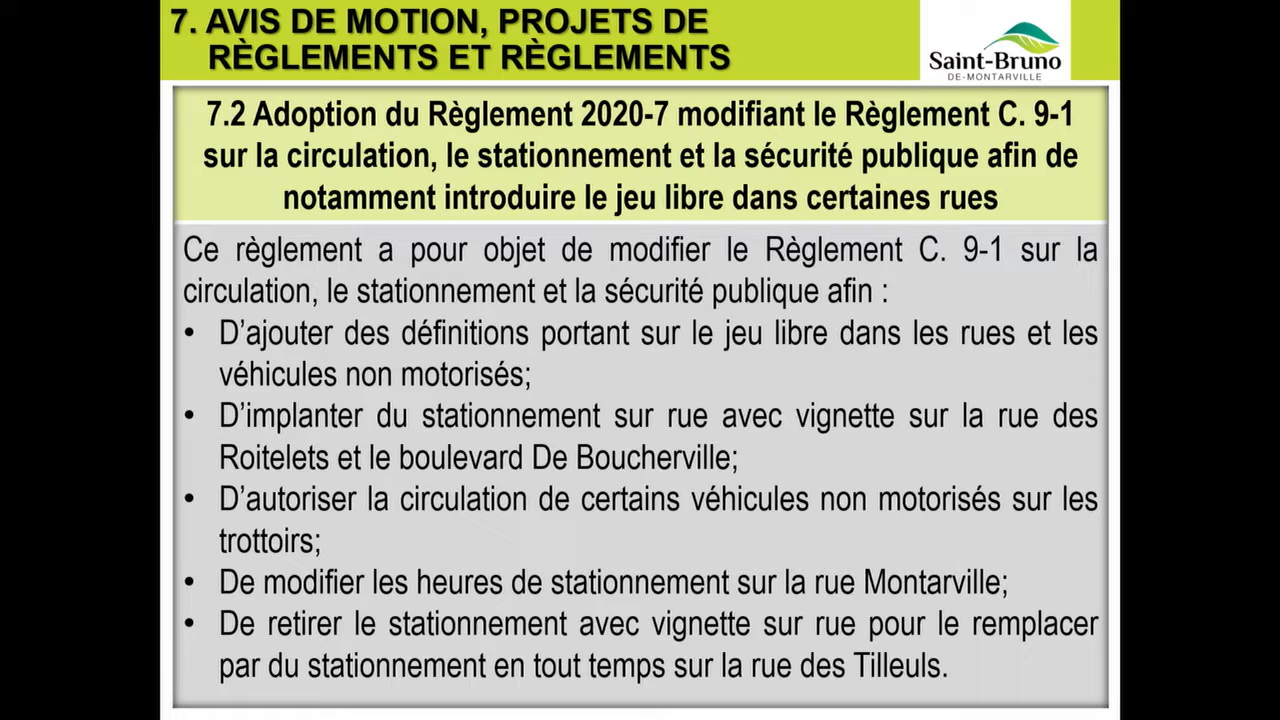 7. AVIS DE MOTION, PROJETS DE
RÈGLEMENTS ET RÈGLEMENTS
Saint-Bruno
DE-MONTARVILLE
7.2 Adoption du Règlement 2020-7 modifiant le Règlement C. 9-1
sur la circulation, le stationnement et la sécurité publique afin de
notamment introduire le jeu libre dans certaines rues
Ce règlement a pour objet de modifier le Règlement C. 9-1 sur la
circulation, le stationnement et la sécurité publique afin :
• D’ajouter des définitions portant sur le jeu libre dans les rues et les
véhicules non motorisés;
• D’implanter du stationnement sur rue avec vignette sur la rue des
Roitelets et le boulevard De Boucherville;
• D’autoriser la circulation de certains véhicules non motorisés sur les
trottoirs;
• De modifier les heures de stationnement sur la rue Montarville;
• De retirer le stationnement avec vignette sur rue pour le remplacer
par du stationnement en tout temps sur la rue des Tilleuls.